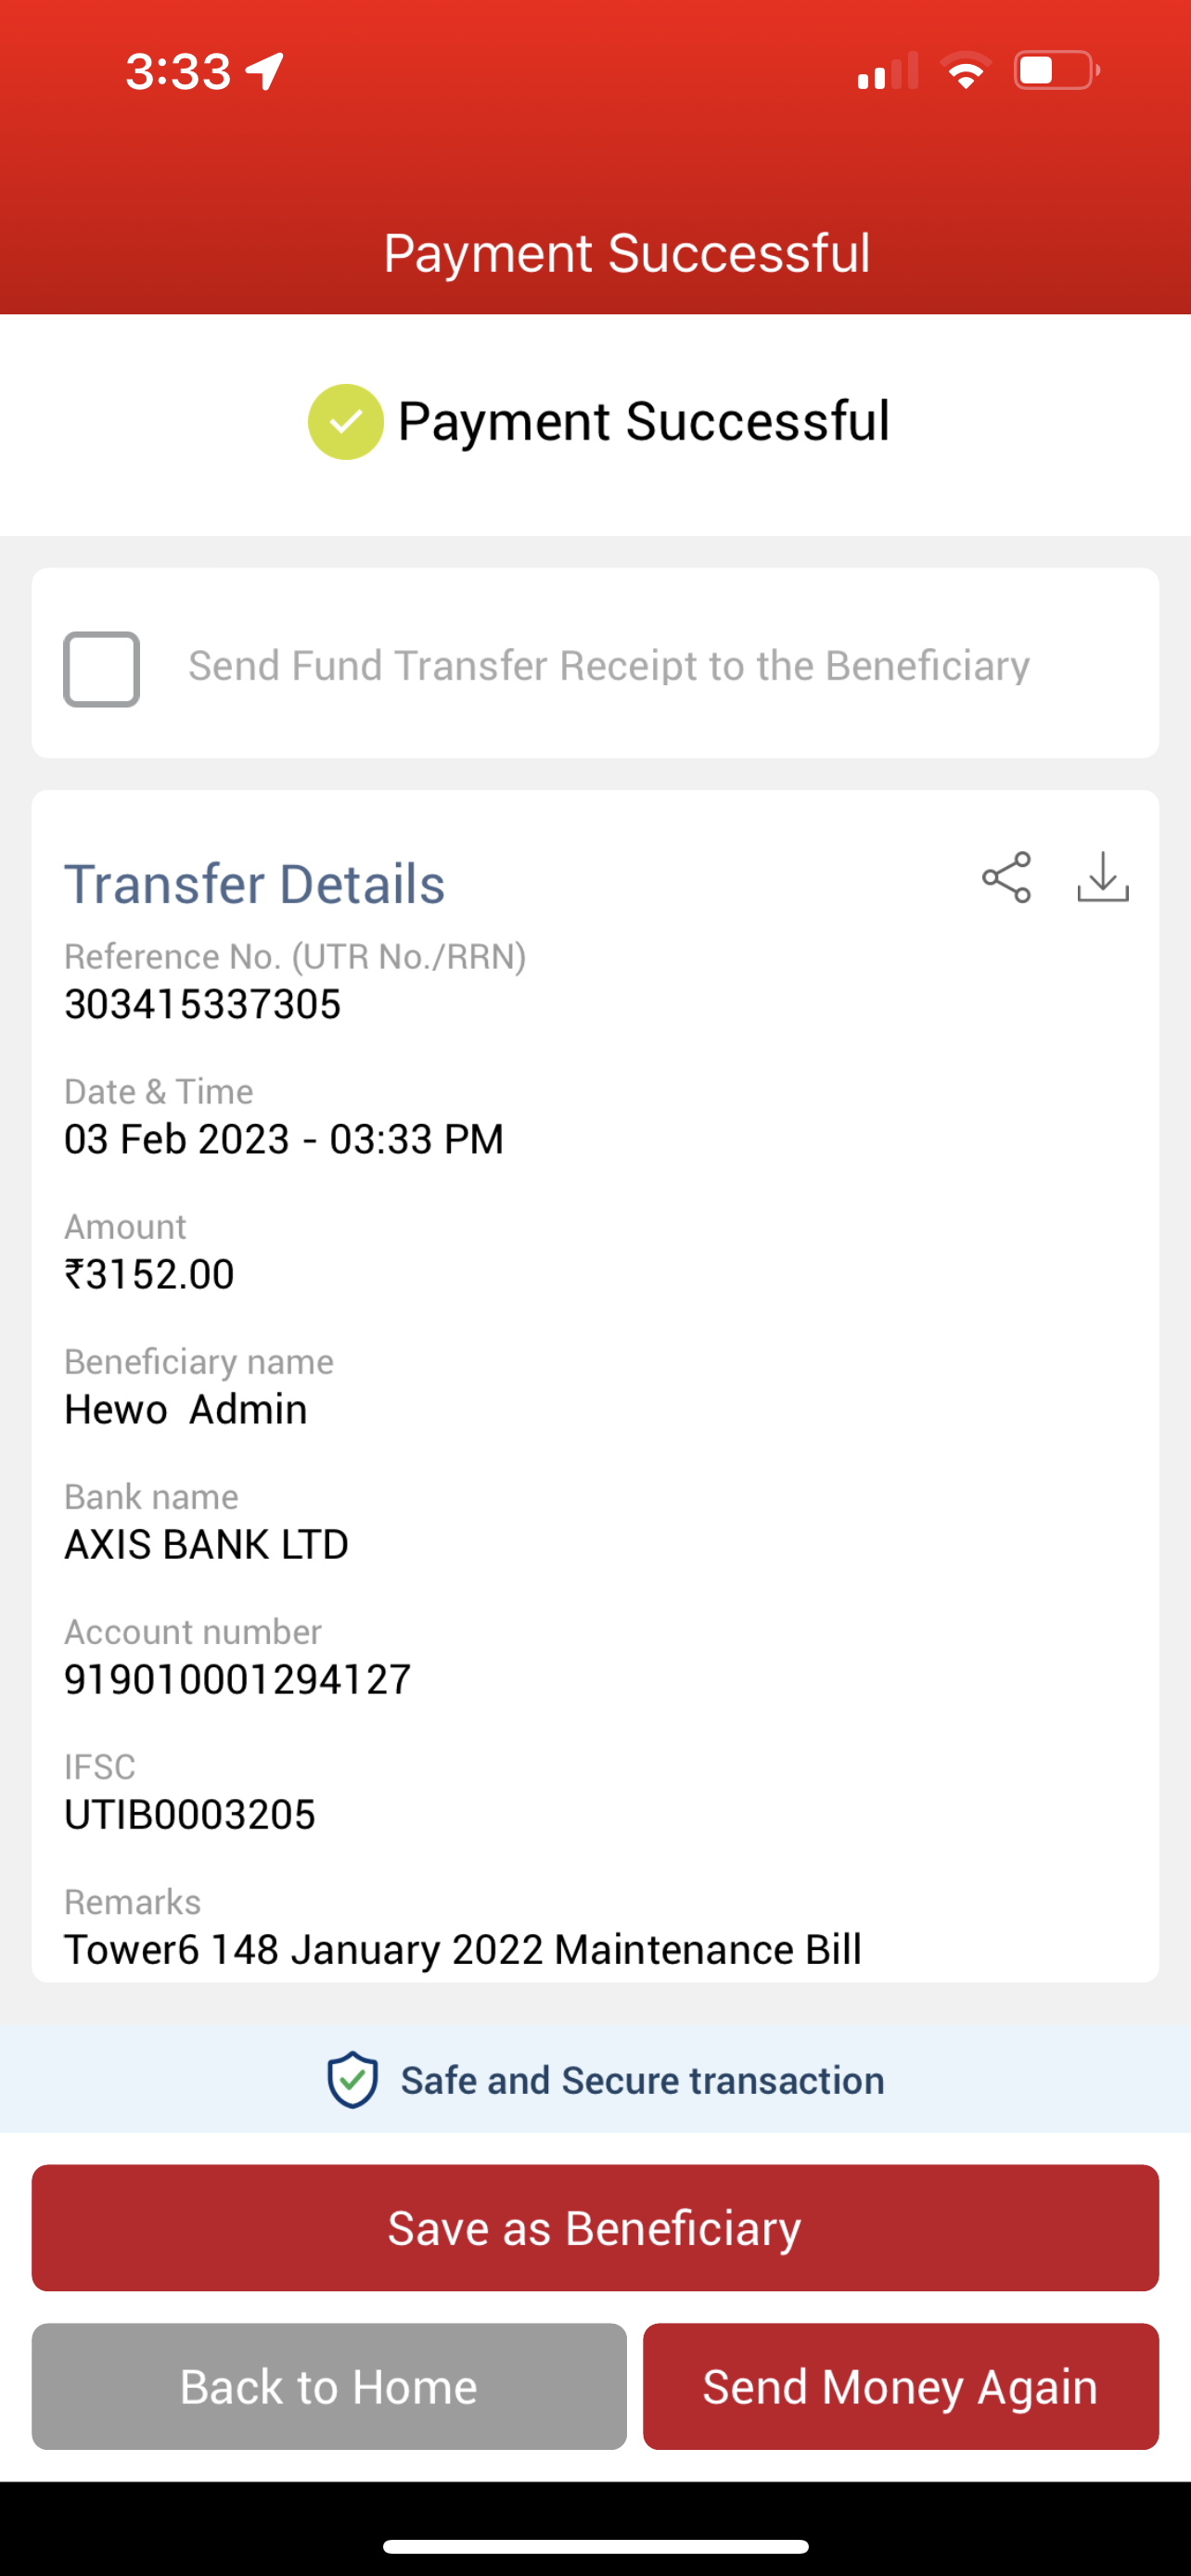 3:33
Payment Successful
Payment Successful
Send Fund Transfer Receipt to the Beneficiary
Transfer Details
Reference No. (UTR No./RRN)
303415337305
Date & Time
03 Feb 2023 - 03:33 PM
Amount
₹3152.00
Beneficiary name
Hewo  Admin
Bank name
AXIS BANK LTD
Account number
919010001294127
IFSC
UTIB0003205
Remarks
Tower6 148 January 2022 Maintenance Bill
Safe and Secure transaction
Save as Beneficiary
Back to Home
Send Money Again